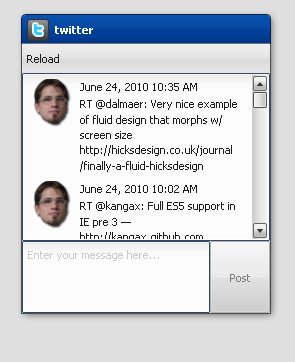 twitter
Reload
June 24, 2010 10:35 AM
RT @dalmaer: Very nice example
of fluid design that morphs w/
screen size
http://hicksdesign.co.uk/journal
/finally-a-fluid-hicksdesign
June 24, 2010 10:02 AM
RT @kangax: Full ES5 support in
IE pre 3 —
http://kangax.github.com
Enter your message here...
Post